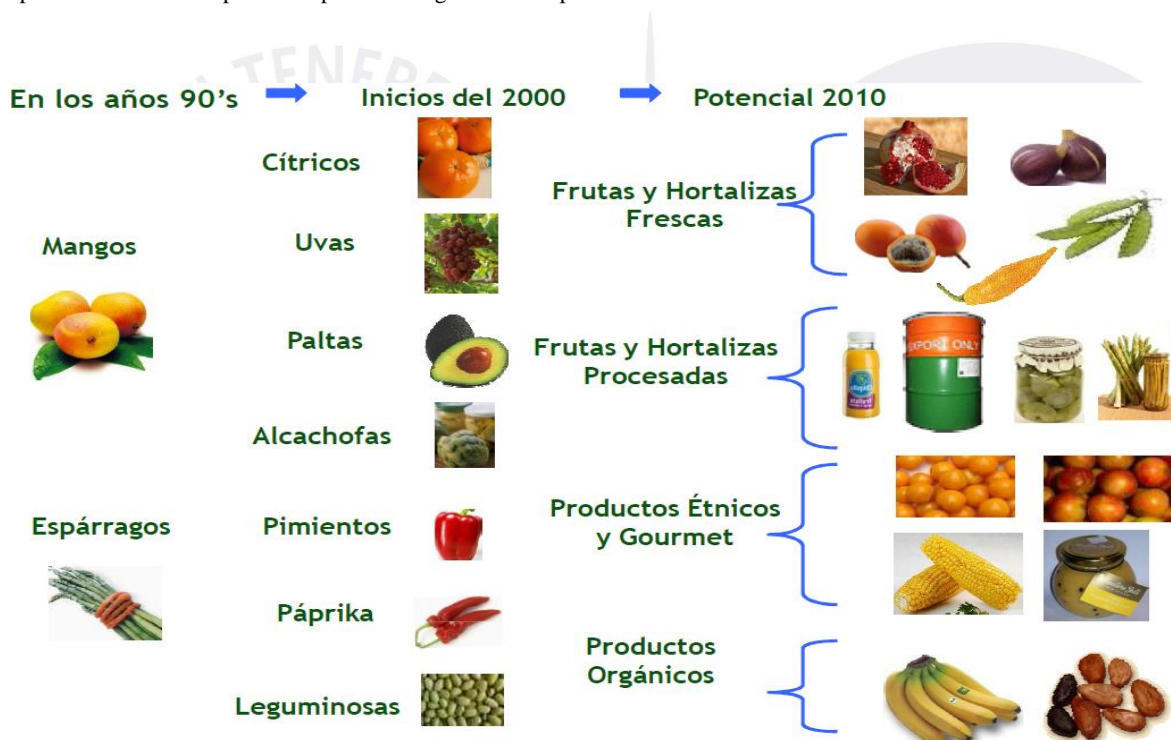 TENERE
En los años 90's
Inicios del 2000
Potencial 2010
Mangos
Espárragos
Cítricos
Uvas
Paltas
Alcachofas
Pimientos
Páprika
Leguminosas
Frutas y Hortalizas
Frescas
Frutas y Hortalizas
Procesadas
EXPORT ONLY
Productos Étnicos
y Gourmet
Productos
Orgánicos